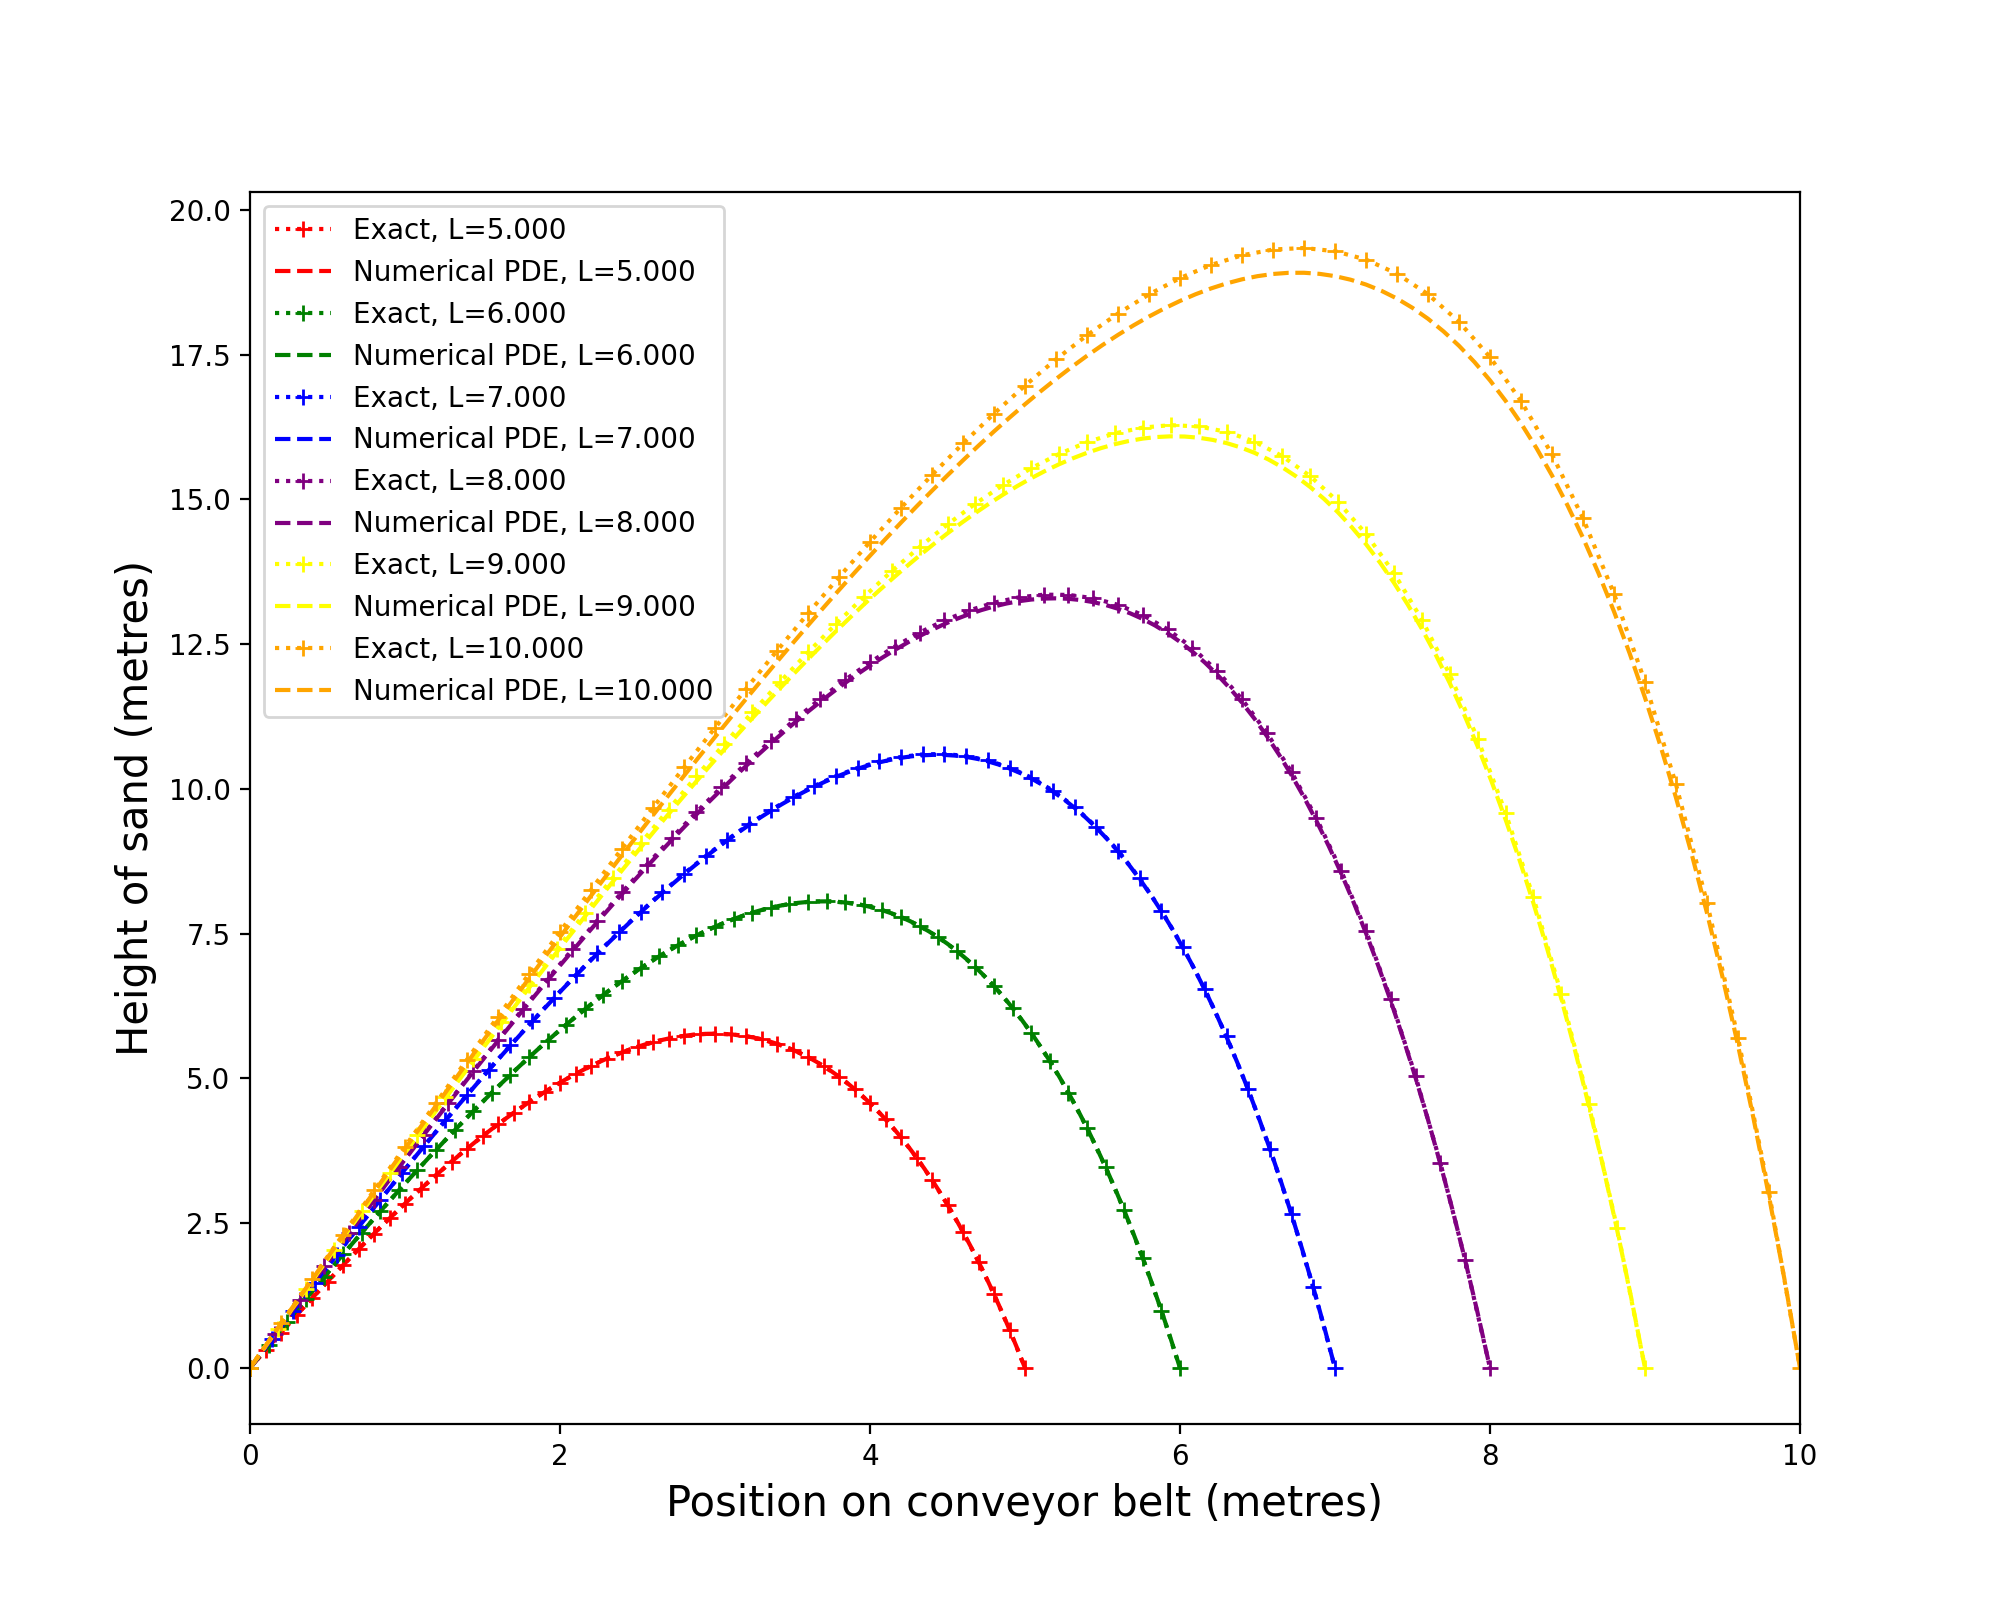 20.0
17.5
15.0
12.5
10.0
7.5
5.0
2.5
0.0
Height of sand (metres)
Exact, L=5.000
Numerical PDE, L=5.000
Exact, L=6.000
Numerical PDE, L=6.000
Exact, L=7.000
Numerical PDE, L=7.000
Exact, L=8.000
Numerical PDE, L=8.000
Exact, L=9.000
Numerical PDE, L=9.000
Exact, L=10.000
Numerical PDE, L=10.000
0 2 4 6 8 10
Position on conveyor belt (metres)